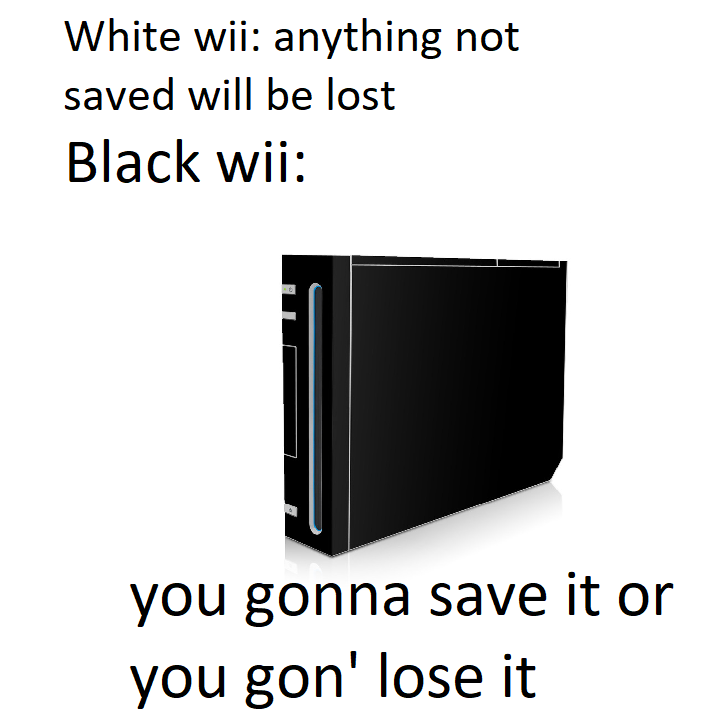 White wii: anything not
saved will be lost
Black wii:
you gonna save it or
you gon' lose it